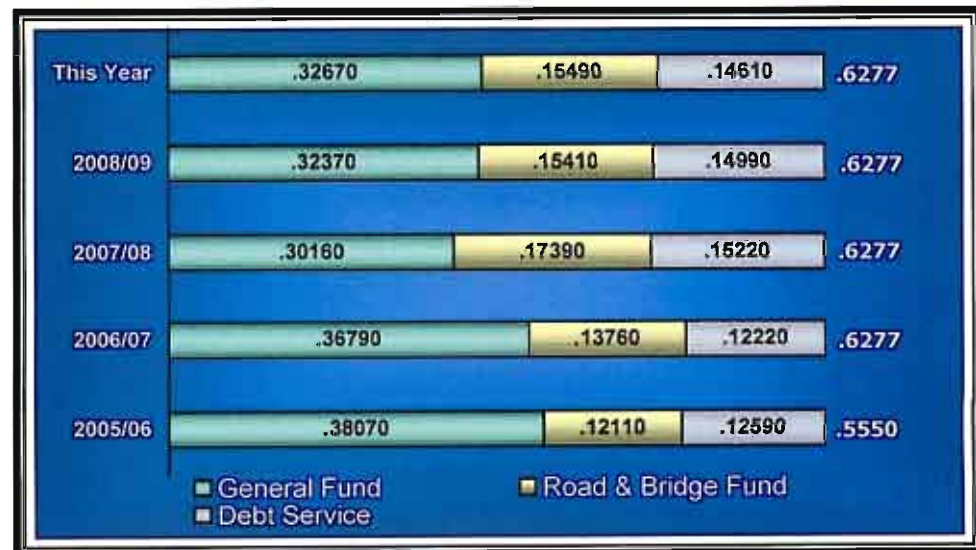 This Year .32670 .15490 .14610 .6277
2008/09 .32370 .15410 .14990 .6277
2007/08 .30160 .17390 .15220 .6277
2006/07 .36790 .13760 .12220 .6277
2005/06 .38070 .12110 .12590 .5550
General Fund Road & Bridge Fund
Debt Service